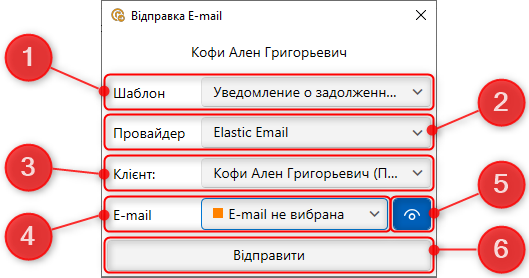 Відправка E-mail
Кофи Ален Григорьевич
1
Шаблон Уведомление о задолженн...
2
Провайдер Elastic Email
3
Клієнт: Кофи Ален Григорьевич (П...
4
E-mail E-mail не вибрана
5
Відправити
6